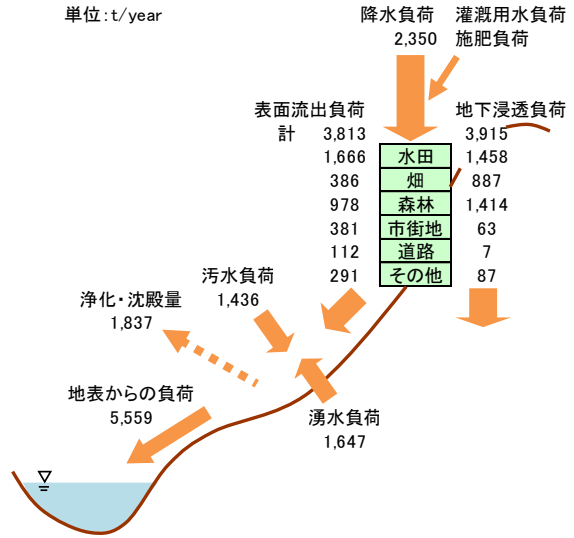 単位:t/year
降水負荷
2,350
灌漑用水負荷
施肥負荷
表面流出負荷
計 3,813
地下浸透負荷
3,915
1,666 水田 1,458
386 畑 887
978 森林 1,414
381 市街地 63
112 道路 7
291 その他 87
汚水負荷
1,436
浄化・沈殿量
1,837
地表からの負荷
5,559
湧水負荷
1,647